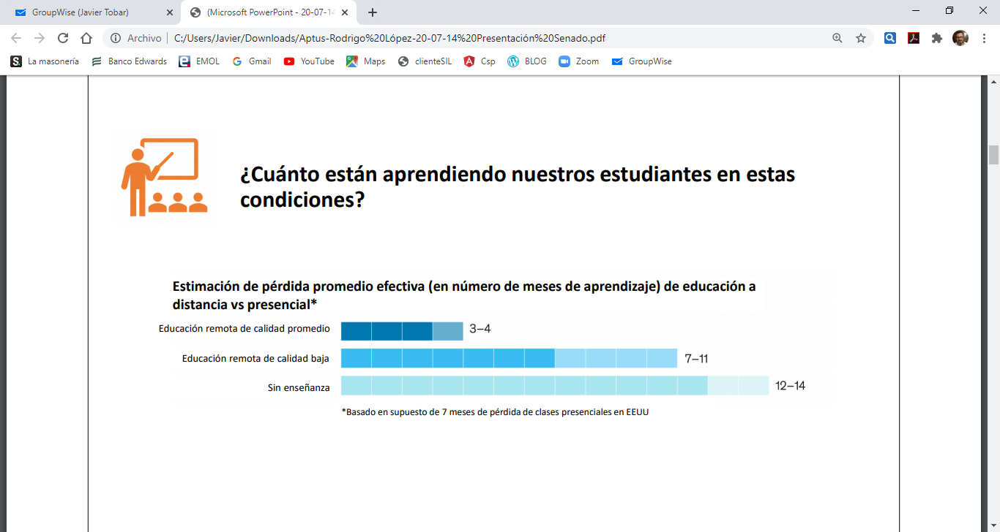 GroupWise (Javier Tobar)
(Microsoft PowerPoint - 20-07-14
Archivo
C:/Users/Javier/Downloads/Aptus-Rodrigo%20López-20-07-14%20Presentación%20Senado.pdf
La masonería
Banco Edwards
EMOL
Gmail
YouTube
Maps
clienteSIL
Csp
BLOG
Zoom
GroupWise
¿Cuánto están aprendiendo nuestros estudiantes en estas
condiciones?
Estimación de pérdida promedio efectiva (en número de meses de aprendizaje) de educación a
distancia vs presencial*
Educación remota de calidad promedio
3–4
Educación remota de calidad baja
7–11
Sin enseñanza
12–14
*Basado en supuesto de 7 meses de pérdida de clases presenciales en EEUU